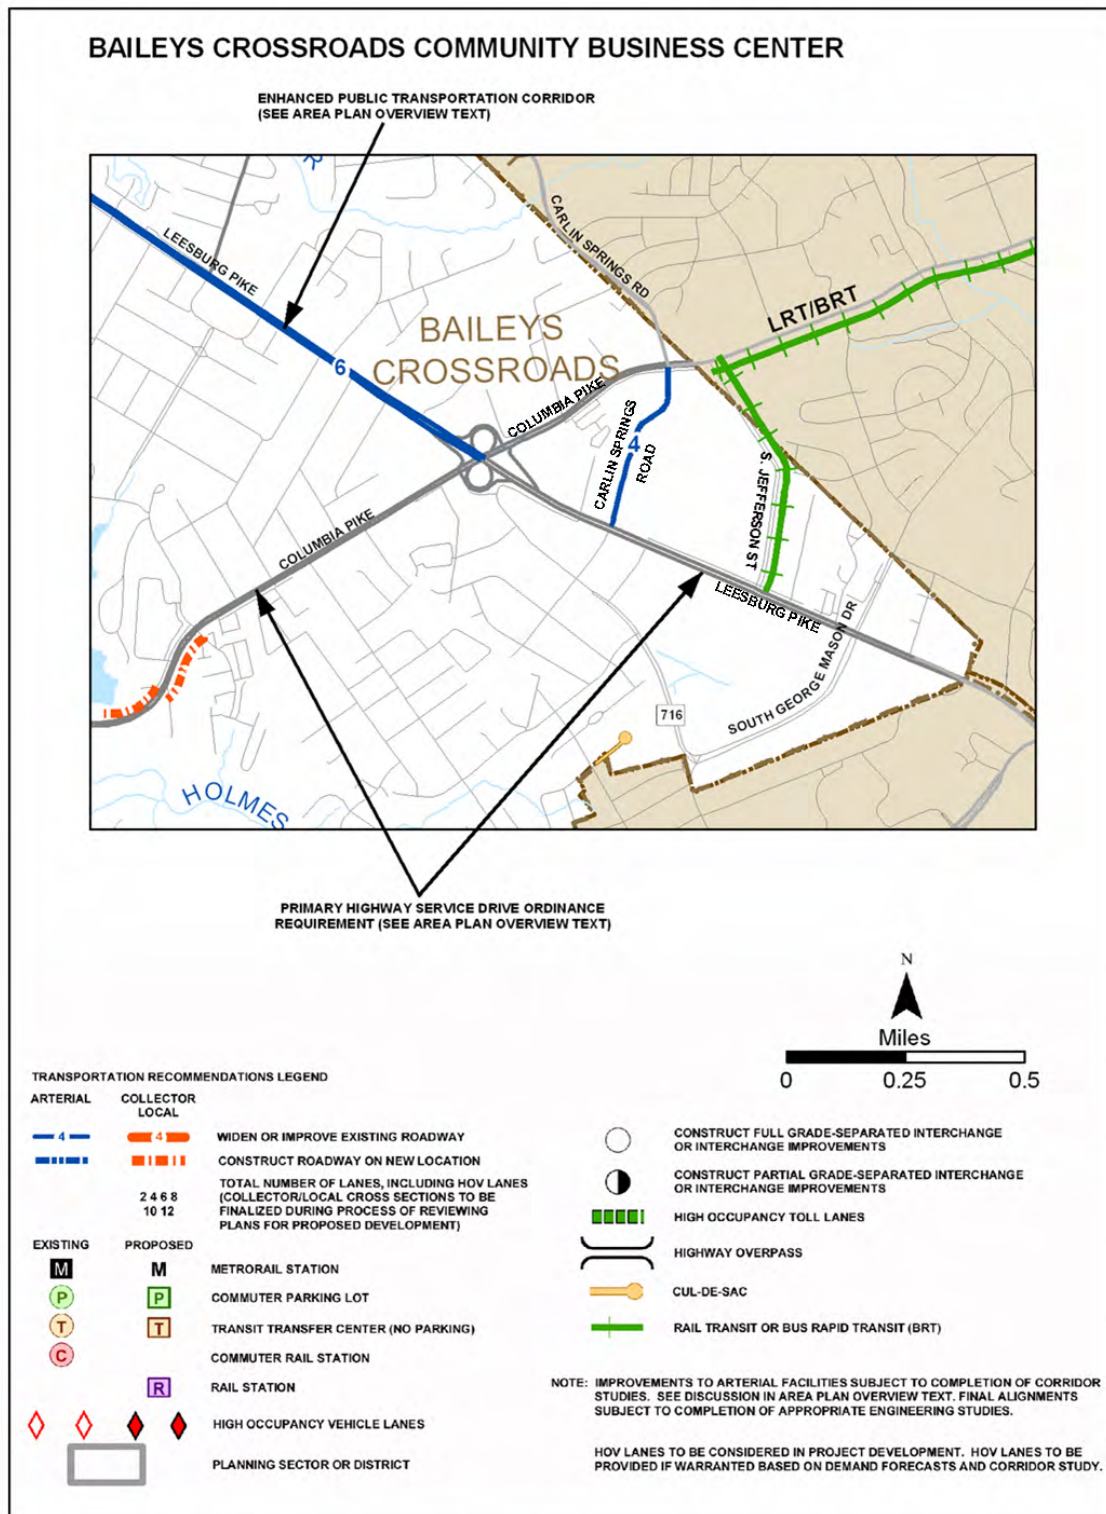 BAILEYS CROSSROADS COMMUNITY BUSINESS CENTER
ENHANCED PUBLIC TRANSPORTATION CORRIDOR
(SEE AREA PLAN OVERVIEW TEXT)
R
CARLIN SPRINGS RD
LEESBURG PIKE
LRT/BRT
BAILEYS
CROSSROADS
6
COLUMBIA PIKE
CARLIN SPRINGS
ROAD
4
S. JEFFERSON ST
COLUMBIA PIKE
LEESBURG PIKE
SOUTH GEORGE MASON DR
716
HOLMES
PRIMARY HIGHWAY SERVICE DRIVE ORDINANCE
REQUIREMENT (SEE AREA PLAN OVERVIEW TEXT)
N
Miles
0 0.25 0.5
TRANSPORTATION RECOMMENDATIONS LEGEND
ARTERIAL COLLECTOR
LOCAL
4 4 WIDEN OR IMPROVE EXISTING ROADWAY
CONSTRUCT ROADWAY ON NEW LOCATION
2 4 6 8
10 12
TOTAL NUMBER OF LANES, INCLUDING HOV LANES
(COLLECTOR/LOCAL CROSS SECTIONS TO BE
FINALIZED DURING PROCESS OF REVIEWING
PLANS FOR PROPOSED DEVELOPMENT)
EXISTING PROPOSED
M M METRORAIL STATION
P P COMMUTER PARKING LOT
T T TRANSIT TRANSFER CENTER (NO PARKING)
C COMMUTER RAIL STATION
R RAIL STATION
HIGH OCCUPANCY VEHICLE LANES
PLANNING SECTOR OR DISTRICT
CONSTRUCT FULL GRADE-SEPARATED INTERCHANGE
OR INTERCHANGE IMPROVEMENTS
CONSTRUCT PARTIAL GRADE-SEPARATED INTERCHANGE
OR INTERCHANGE IMPROVEMENTS
HIGH OCCUPANCY TOLL LANES
HIGHWAY OVERPASS
CUL-DE-SAC
RAIL TRANSIT OR BUS RAPID TRANSIT (BRT)
NOTE: IMPROVEMENTS TO ARTERIAL FACILITIES SUBJECT TO COMPLETION OF CORRIDOR
STUDIES. SEE DISCUSSION IN AREA PLAN OVERVIEW TEXT. FINAL ALIGNMENTS
SUBJECT TO COMPLETION OF APPROPRIATE ENGINEERING STUDIES.
HOV LANES TO BE CONSIDERED IN PROJECT DEVELOPMENT. HOV LANES TO BE
PROVIDED IF WARRANTED BASED ON DEMAND FORECASTS AND CORRIDOR STUDY.